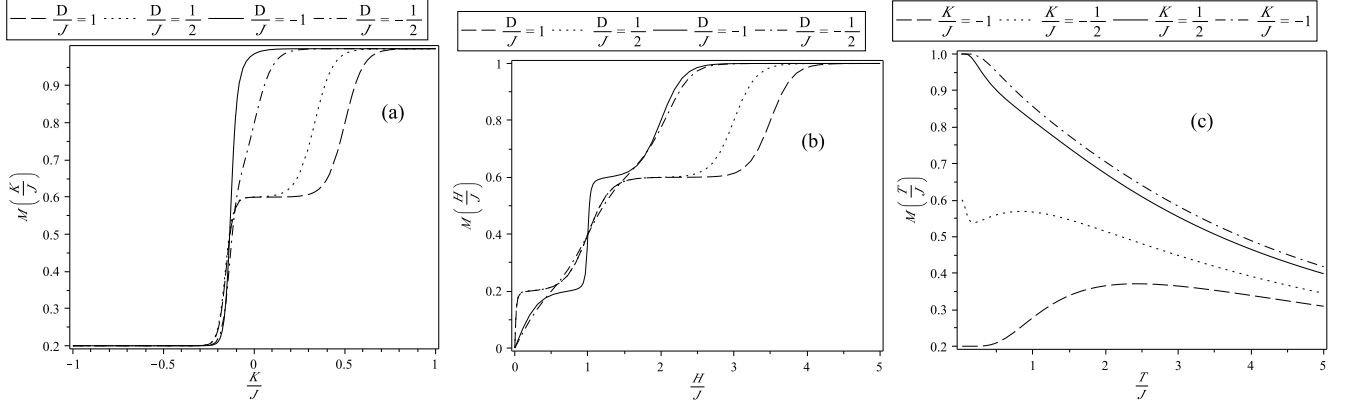 D/J = 1 D/J = 1/2 D/J = −1 D/J = −1/2
(a)
M(K/J)
0.9
0.8
0.7
0.6
0.5
0.4
0.3
0.2
−1 −0.5 0 0.5 1
K/J
D/J = 1 D/J = 1/2 D/J = −1 D/J = −1/2
(b)
M(H/J)
1
0.8
0.6
0.4
0.2
0
0 1 2 3 4 5
H/J
K/J = −1 K/J = −1/2 K/J = 1/2 K/J = −1
(c)
M(T/J)
1.0
0.9
0.8
0.7
0.6
0.5
0.4
0.3
0.2
1 2 3 4 5
T/J